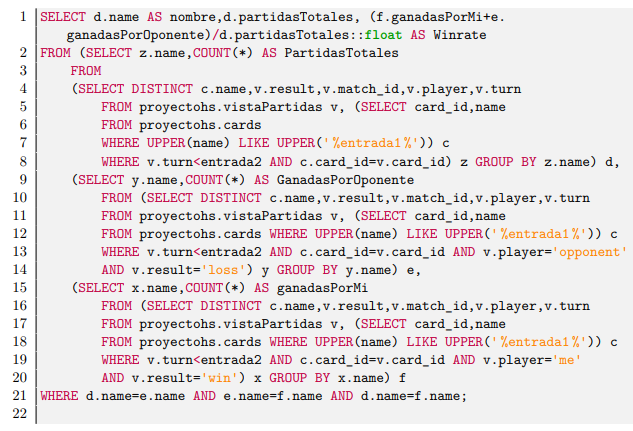 1 SELECT d.name AS nombre,d.partidasTotales, (f.ganadasPorMi+e.
ganadasPorOponente)/d.partidasTotales::float AS Winrate
2 FROM (SELECT z.name,COUNT(*) AS PartidasTotales
3 FROM
4 (SELECT DISTINCT c.name,v.result,v.match_id,v.player,v.turn
5 FROM proyectohs.vistaPartidas v, (SELECT card_id,name
6 FROM proyectohs.cards
7 WHERE UPPER(name) LIKE UPPER('%entrada1%')) c
8 WHERE v.turn<entrada2 AND c.card_id=v.card_id) z GROUP BY z.name) d,
9 (SELECT y.name,COUNT(*) AS GanadasPorOponente
10 FROM (SELECT DISTINCT c.name,v.result,v.match_id,v.player,v.turn
11 FROM proyectohs.vistaPartidas v, (SELECT card_id,name
12 FROM proyectohs.cards WHERE UPPER(name) LIKE UPPER('%entrada1%')) c
13 WHERE v.turn<entrada2 AND c.card_id=v.card_id AND v.player='opponent'
14 AND v.result='loss') y GROUP BY y.name) e,
15 (SELECT x.name,COUNT(*) AS ganadasPorMi
16 FROM (SELECT DISTINCT c.name,v.result,v.match_id,v.player,v.turn
17 FROM proyectohs.vistaPartidas v, (SELECT card_id,name
18 FROM proyectohs.cards WHERE UPPER(name) LIKE UPPER('%entrada1%')) c
19 WHERE v.turn<entrada2 AND c.card_id=v.card_id AND v.player='me'
20 AND v.result='win') x GROUP BY x.name) f
21 WHERE d.name=e.name AND e.name=f.name AND d.name=f.name;
22